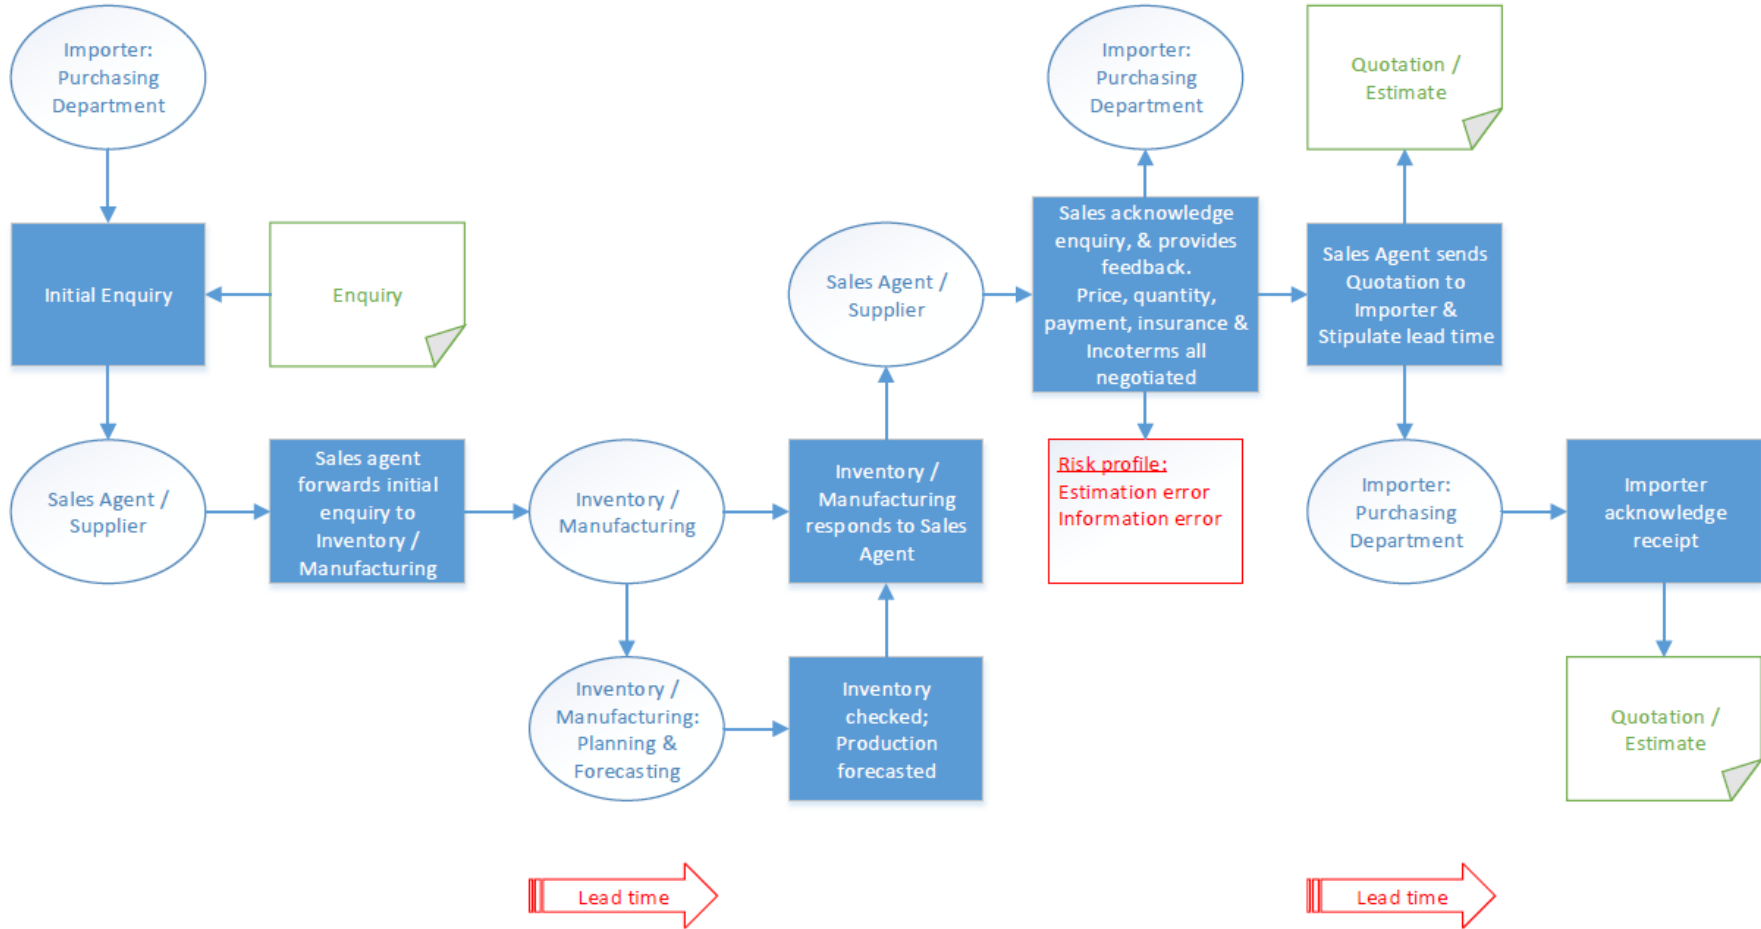 Importer:
Purchasing
Department
Initial Enquiry
Enquiry
Sales Agent /
Supplier
Sales agent
forwards initial
enquiry to
Inventory /
Manufacturing
Inventory /
Manufacturing
Inventory /
Manufacturing:
Planning &
Forecasting
Inventory
checked;
Production
forecasted
Inventory /
Manufacturing
responds to Sales
Agent
Sales Agent /
Supplier
Sales acknowledge
enquiry, & provides
feedback.
Price, quantity,
payment, insurance &
Incoterms all
negotiated
Importer:
Purchasing
Department
Risk profile:
Estimation error
Information error
Sales Agent sends
Quotation to
Importer &
Stipulate lead time
Quotation /
Estimate
Importer:
Purchasing
Department
Importer
acknowledge
receipt
Quotation /
Estimate
Lead time
Lead time